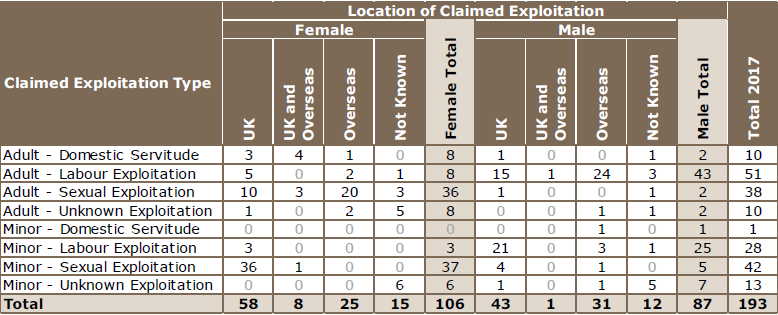 Location of Claimed Exploitation
Female Male
Claimed Exploitation Type UK UK and Overseas Overseas Not Known Female Total UK UK and Overseas Overseas Not Known Male Total Total 2017
Adult - Domestic Servitude 3 4 1 0 8 1 0 0 1 2 10
Adult - Labour Exploitation 5 0 2 1 8 15 1 24 3 43 51
Adult - Sexual Exploitation 10 3 20 3 36 1 0 0 1 2 38
Adult - Unknown Exploitation 1 0 2 5 8 0 0 1 1 2 10
Minor - Domestic Servitude 0 0 0 0 0 0 0 1 0 1 1
Minor - Labour Exploitation 3 0 0 0 3 21 0 3 1 25 28
Minor - Sexual Exploitation 36 1 0 0 37 4 0 1 0 5 42
Minor - Unknown Exploitation 0 0 0 6 6 1 0 1 5 7 13
Total 58 8 25 15 106 43 1 31 12 87 193